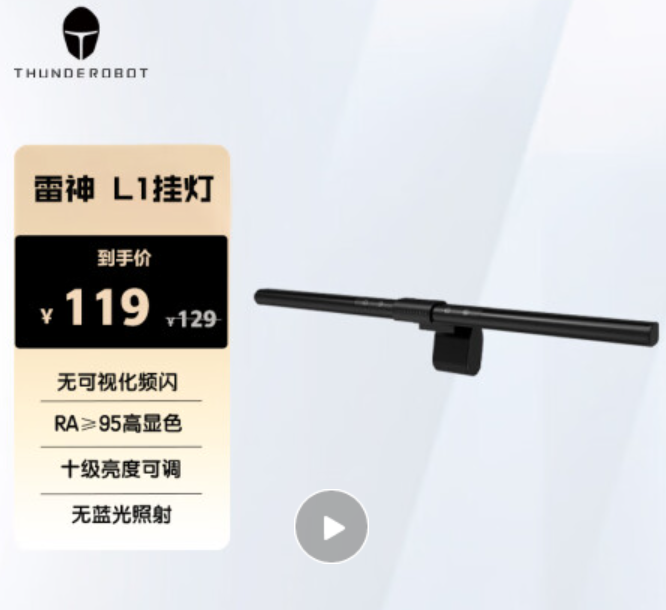 THUNDEROBOT
雷神 L1挂灯
到手价
¥119 ¥129
无可视化频闪
RA≥95高显色
十级亮度可调
无蓝光照射